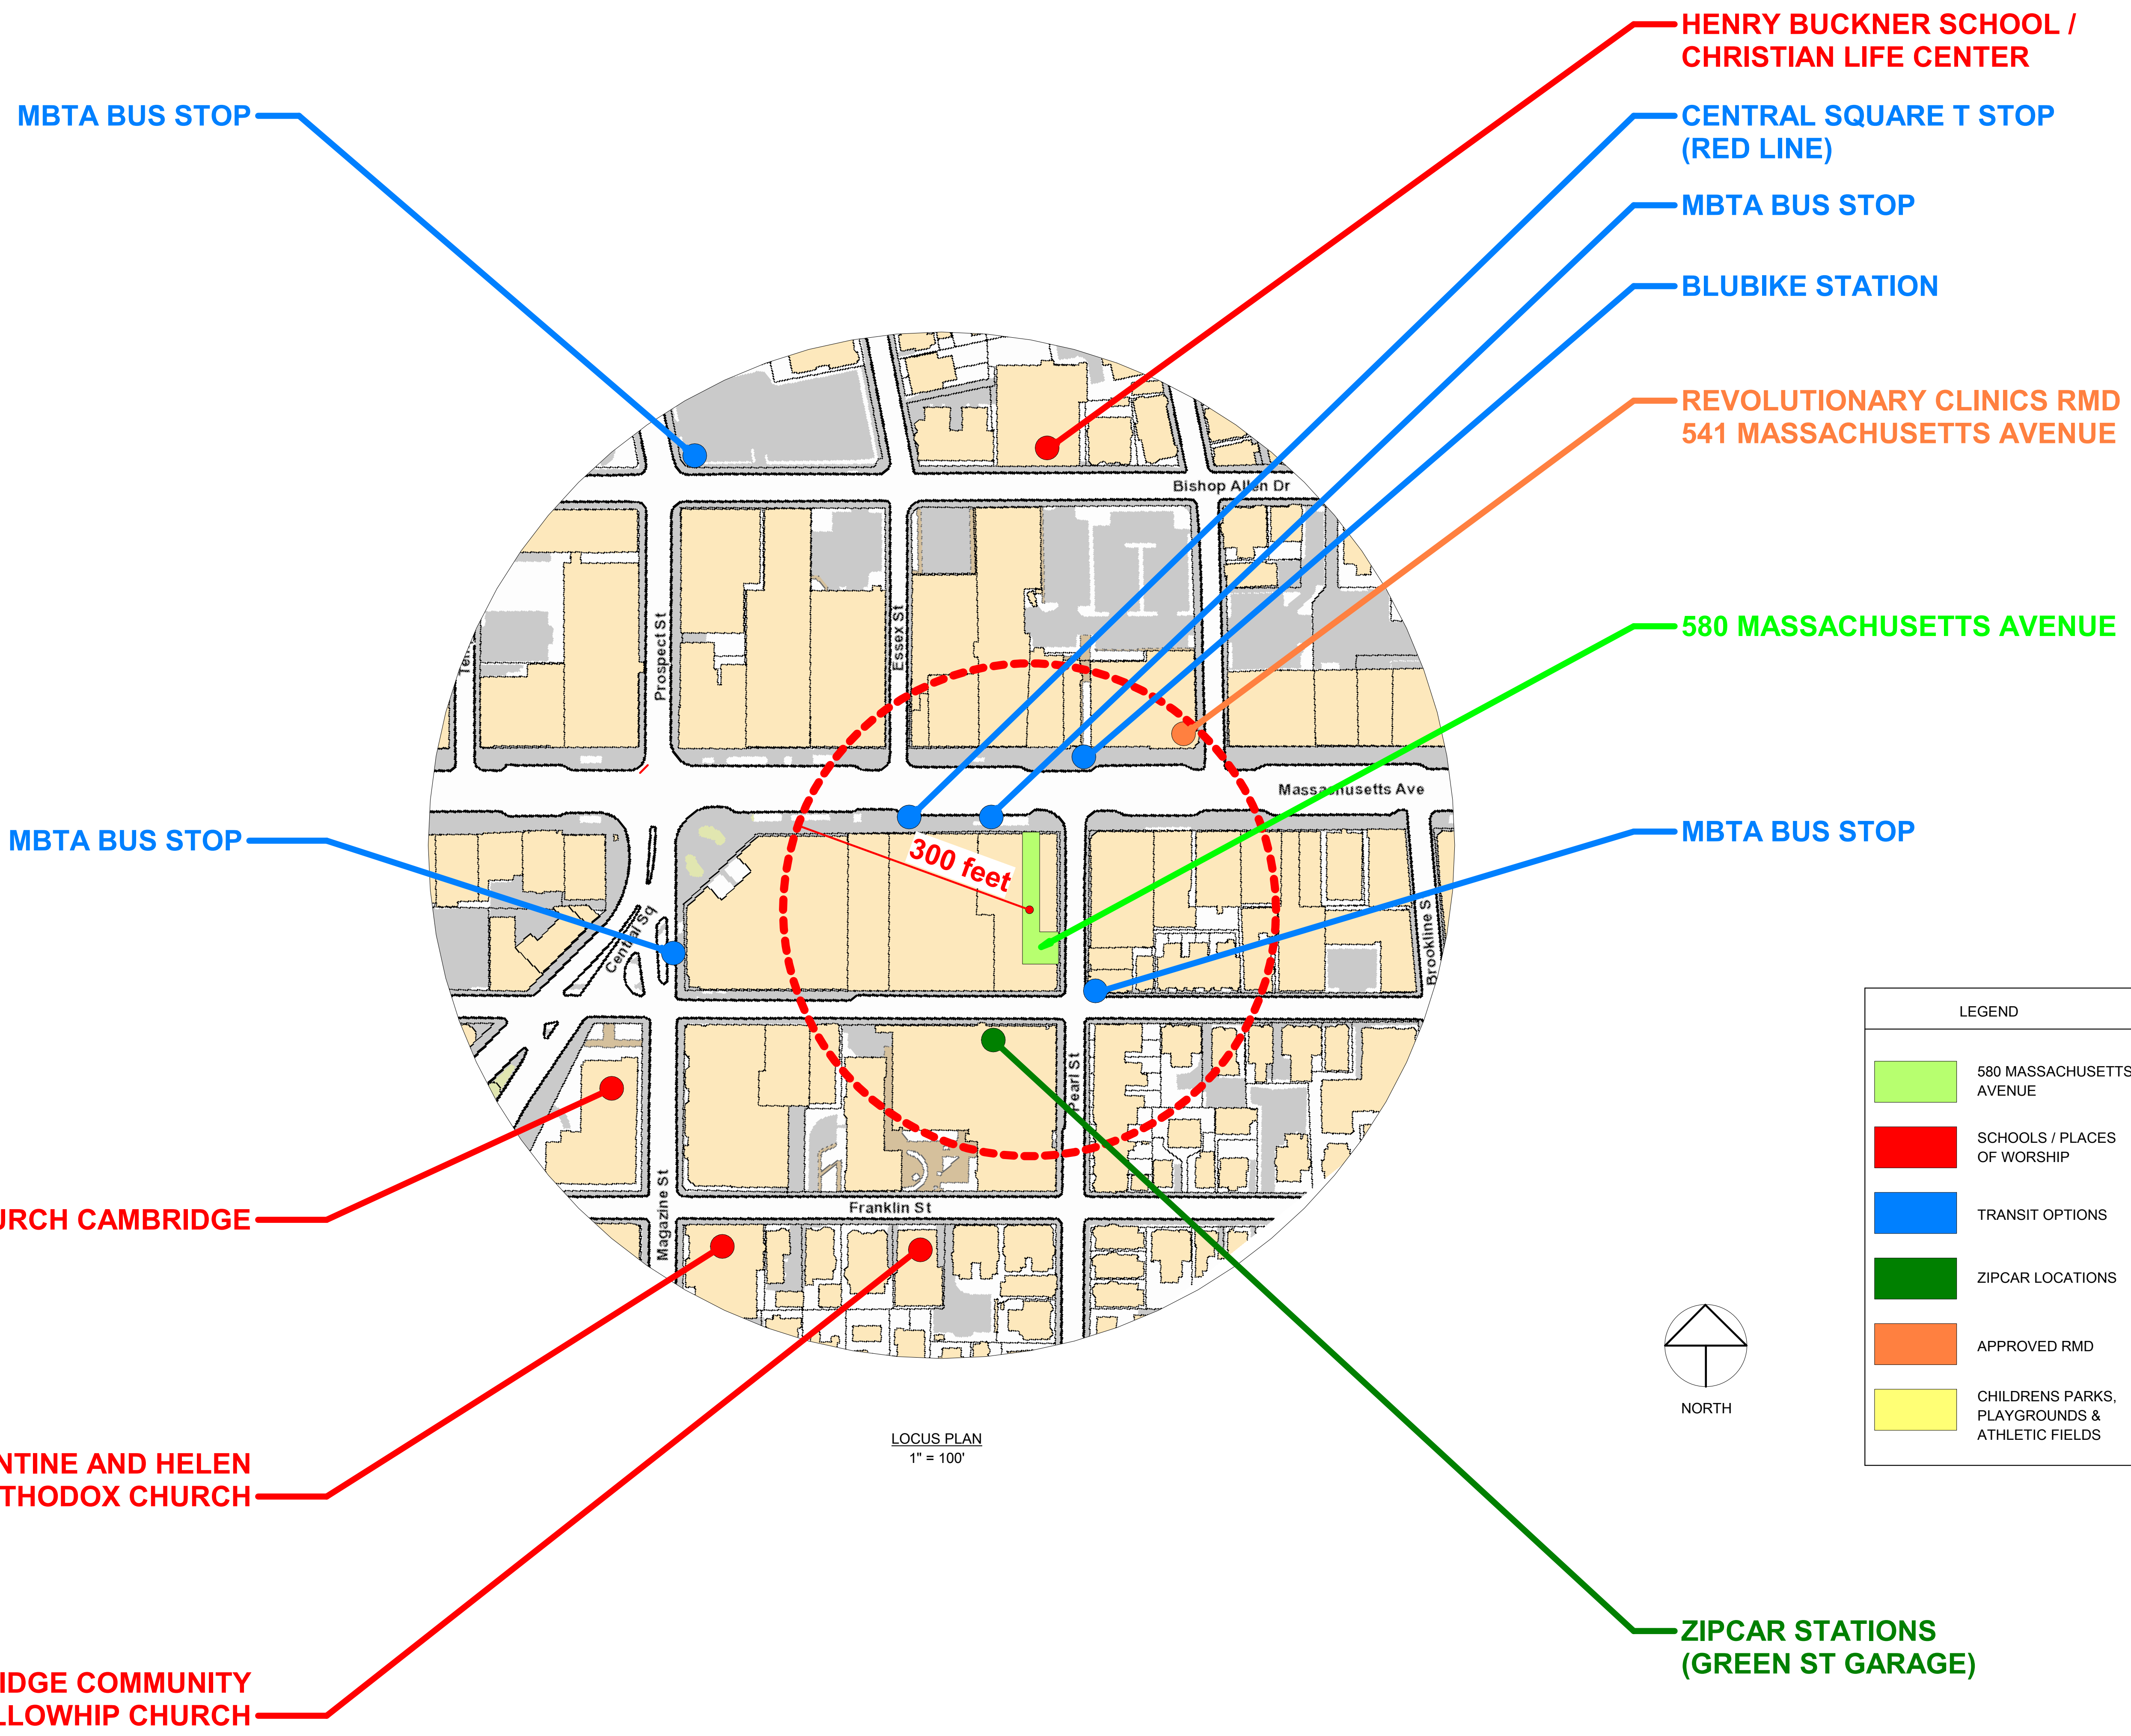 HENRY BUCKNER SCHOOL /
CHRISTIAN LIFE CENTER
MBTA BUS STOP
CENTRAL SQUARE T STOP
(RED LINE)
MBTA BUS STOP
BLUBIKE STATION
REVOLUTIONARY CLINICS RMD
541 MASSACHUSETTS AVENUE
Bishop Allen Dr
580 MASSACHUSETTS AVENUE
Prospect St
Essex St
Massachusetts Ave
MBTA BUS STOP
MBTA BUS STOP
300 feet
Central Sq
Brookline S
Pearl St
Magazine St
Franklin St
CAMBRIDGE
NTINE AND HELEN
CHURCH
COMMUNITY
CHURCH
LOCUS PLAN
1" = 100'
NORTH
LEGEND
580 MASSACHUSETTS
AVENUE
SCHOOLS / PLACES
OF WORSHIP
TRANSIT OPTIONS
ZIPCAR LOCATIONS
APPROVED RMD
CHILDRENS PARKS,
PLAYGROUNDS &
ATHLETIC FIELDS
ZIPCAR STATIONS
(GREEN ST GARAGE)